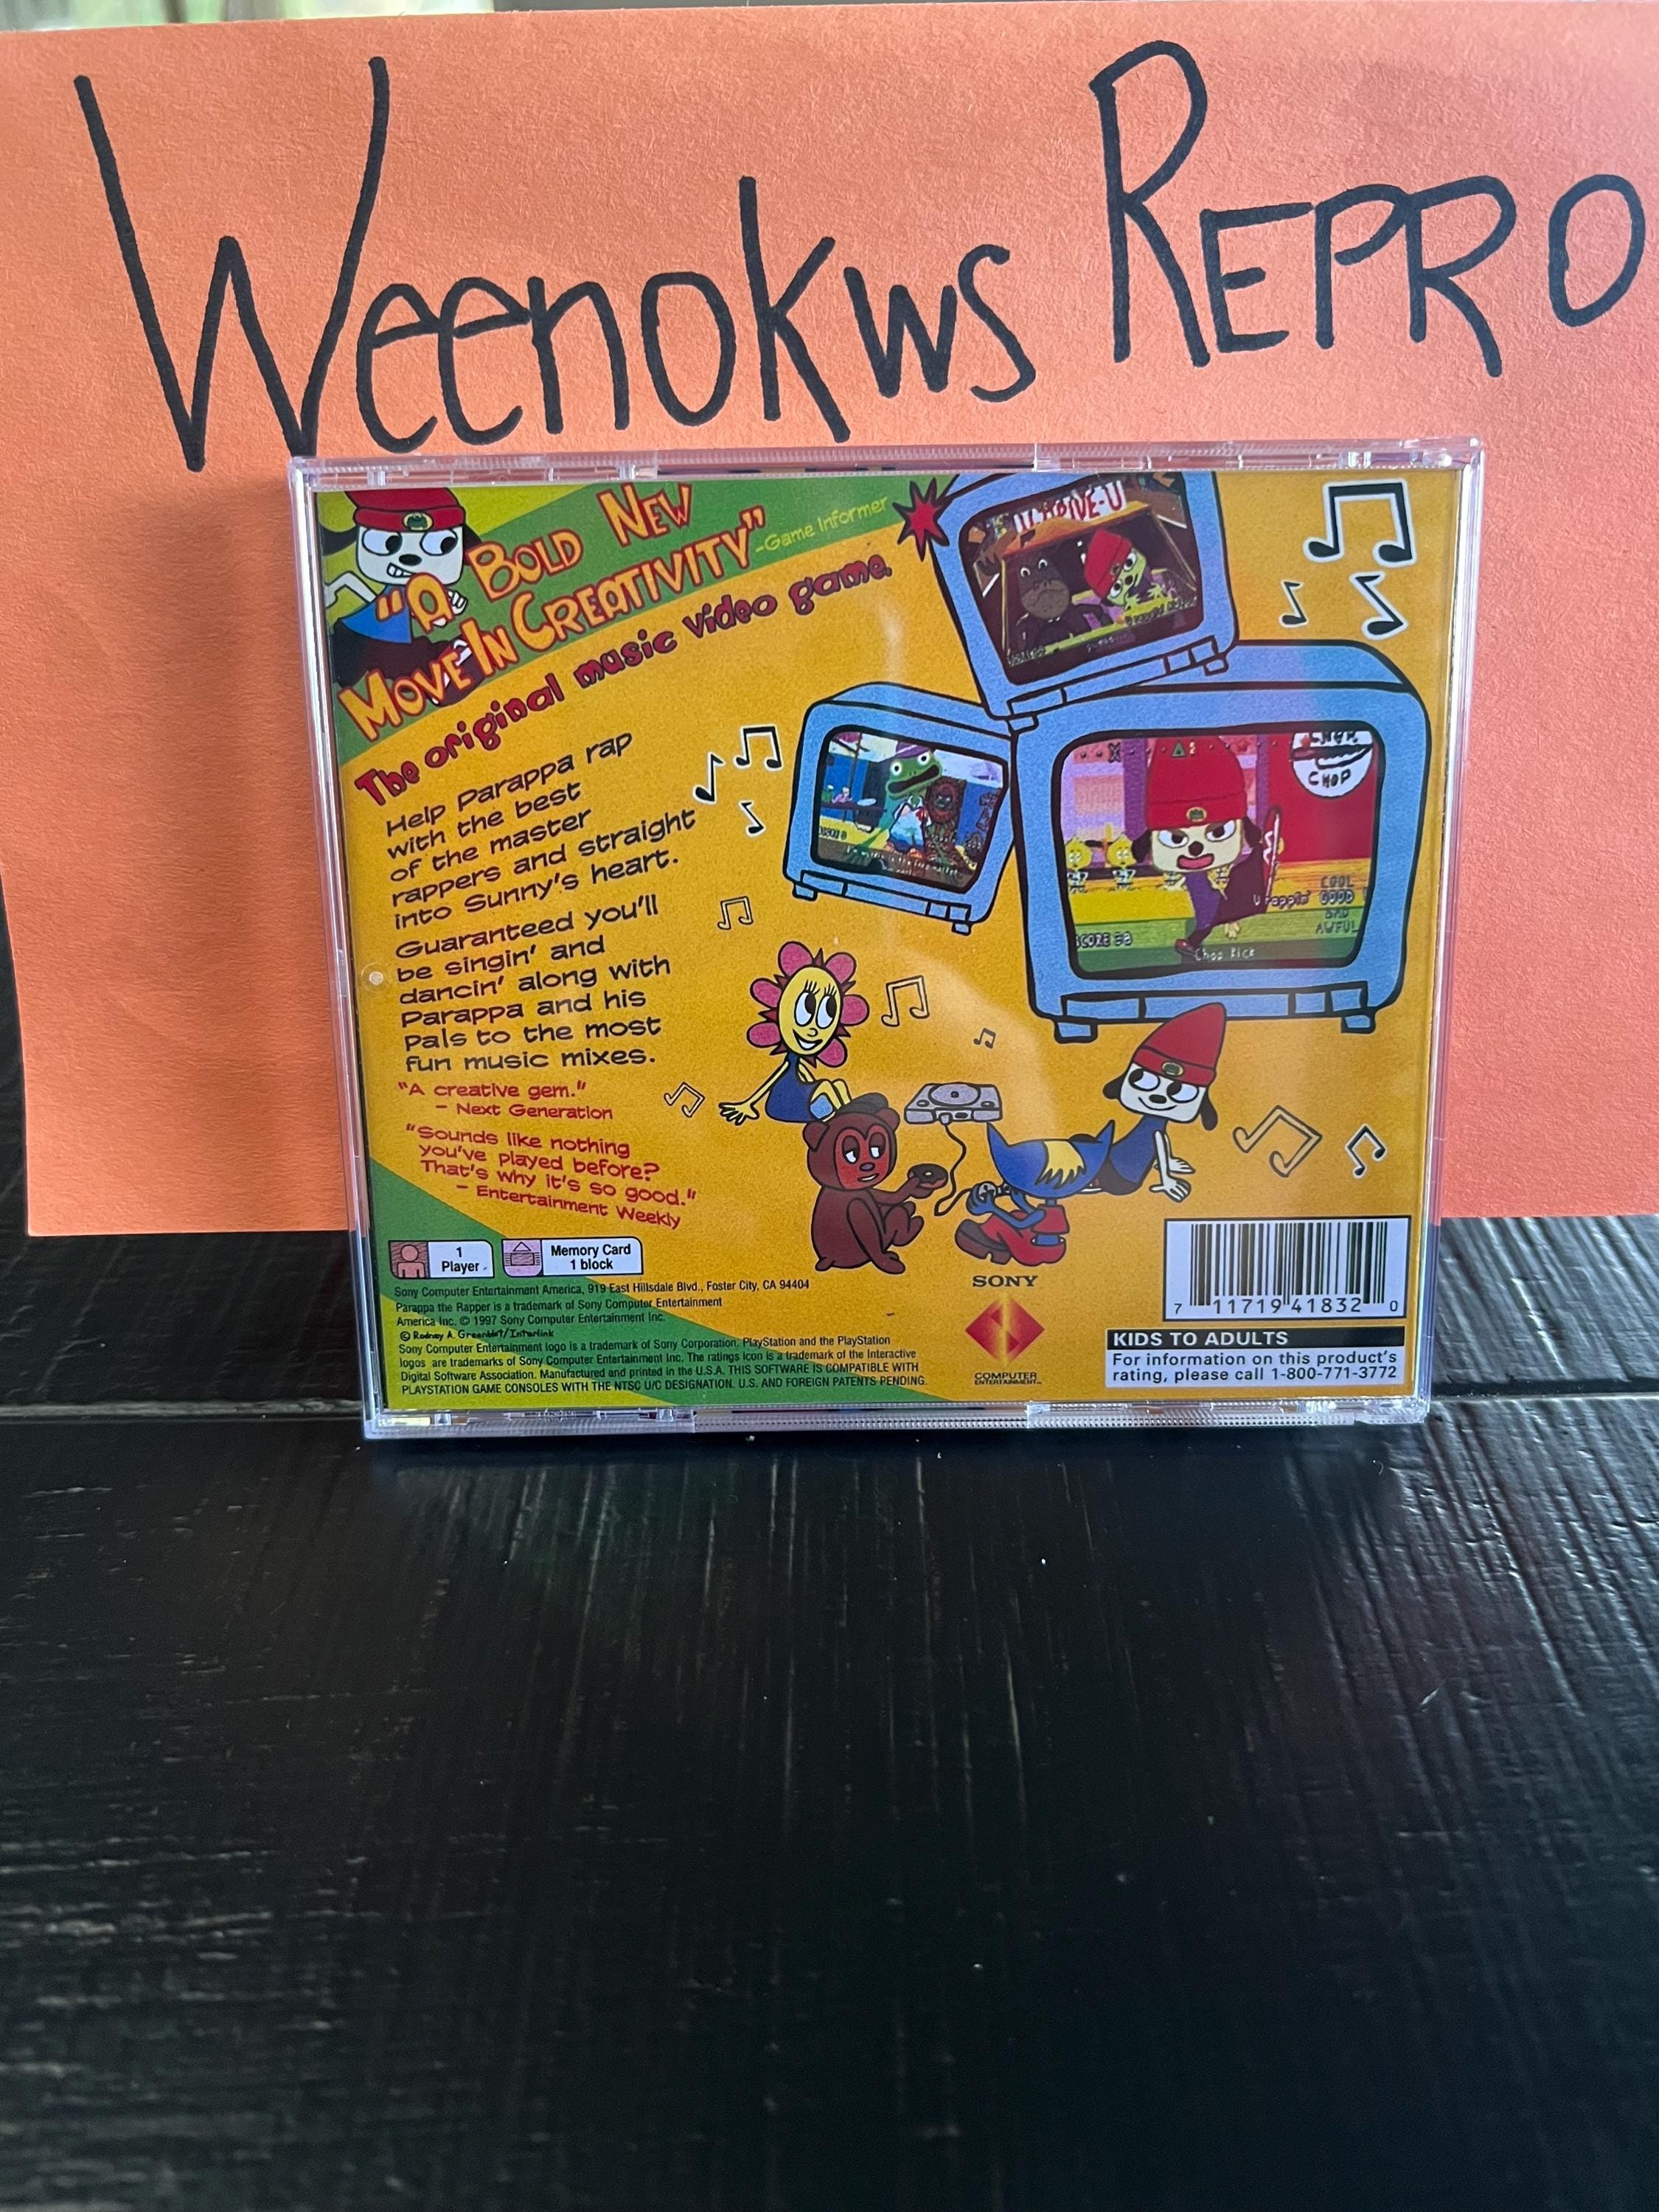 Weenokws REPRO
"A BOLD NEW
MOVE IN CREATIVITY"
-Game Informer
The original music video game.
Help Parappa rap
with the best
of the master
rappers and straight
into Sunny's heart.
Guaranteed you'll
be singin' and
dancin' along with
Parappa and his
pals to the most
fun music mixes.
"A creative gem."
- Next Generation
"Sounds like nothing
you've played before?
That's why it's so good."
- Entertainment Weekly
CHOP
COOL
GOOD
BAD
AWFUL
U rappin'
SCORE 38
Chop Kick
1
Player
Memory Card
1 block
Sony Computer Entertainment America, 919 East Hillsdale Blvd., Foster City, CA 94404
Parappa the Rapper is a trademark of Sony Computer Entertainment
America Inc. © 1997 Sony Computer Entertainment Inc.
© Rodney A. Greenblat/Interlink
Sony Computer Entertainment logo is a trademark of Sony Corporation. PlayStation and the PlayStation
logos are trademarks of Sony Computer Entertainment Inc. The ratings icon is a trademark of the Interactive
Digital Software Association. Manufactured and printed in the U.S.A. THIS SOFTWARE IS COMPATIBLE WITH
PLAYSTATION GAME CONSOLES WITH THE NTSC U/C DESIGNATION. U.S. AND FOREIGN PATENTS PENDING.
SONY
COMPUTER
ENTERTAINMENT™
7 11719 41832 0
KIDS TO ADULTS
For information on this product's
rating, please call 1-800-771-3772